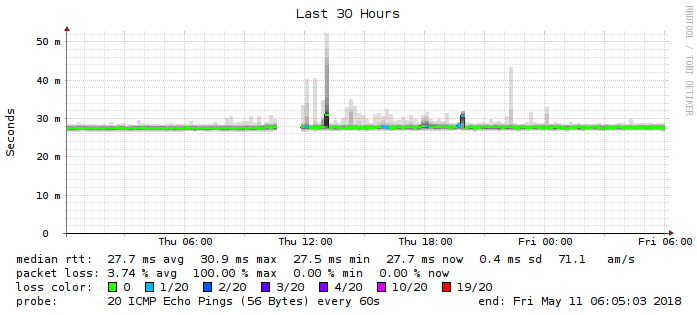 Last 30 Hours
RRDTOOL / TOBI OETIKER
Seconds
50 m
40 m
30 m
20 m
10 m
0
Thu 06:00 Thu 12:00 Thu 18:00 Fri 00:00 Fri 06:00
median rtt: 27.7 ms avg 30.9 ms max 27.5 ms min 27.7 ms now 0.4 ms sd 71.1 am/s
packet loss: 3.74 % avg 100.00 % max 0.00 % min 0.00 % now
loss color: 0 1/20 2/20 3/20 4/20 10/20 19/20
probe: 20 ICMP Echo Pings (56 Bytes) every 60s end: Fri May 11 06:05:03 2018